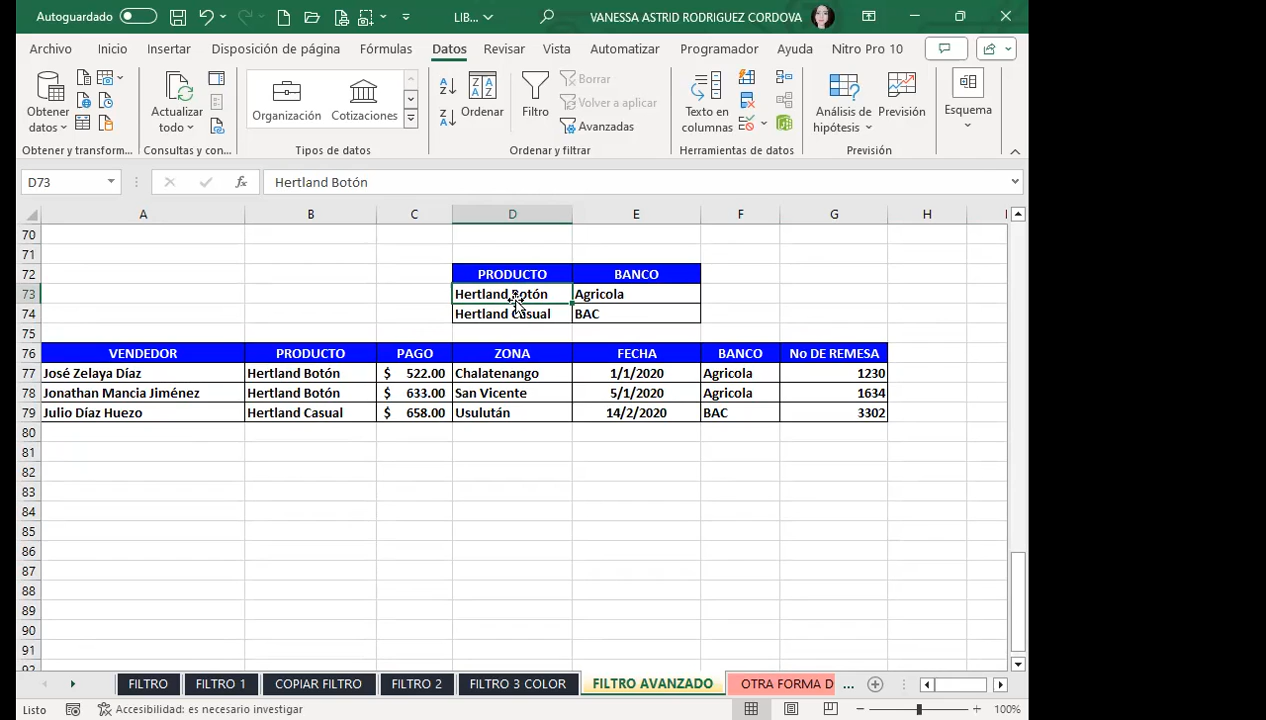 Autoguardado
LIB...
VANESSA ASTRID RODRIGUEZ CORDOVA
Archivo Inicio Insertar Disposición de página Fórmulas Datos Revisar Vista Automatizar Programador Ayuda Nitro Pro 10
Obtener datos
Actualizar todo
Organización Cotizaciones
Ordenar
Filtro
Borrar
Volver a aplicar
Avanzadas
Texto en columnas
Análisis de hipótesis
Previsión
Esquema
Obtener y transform... Consultas y con... Tipos de datos Ordenar y filtrar Herramientas de datos Previsión
D73 fx Hertland Botón
A B C D E F G H I
70
71
72 PRODUCTO BANCO
73 Hertland Botón Agricola
74 Hertland Casual BAC
75
76 VENDEDOR PRODUCTO PAGO ZONA FECHA BANCO No DE REMESA
77 José Zelaya Díaz Hertland Botón $ 522.00 Chalatenango 1/1/2020 Agricola 1230
78 Jonathan Mancia Jiménez Hertland Botón $ 633.00 San Vicente 5/1/2020 Agricola 1634
79 Julio Díaz Huezo Hertland Casual $ 658.00 Usulután 14/2/2020 BAC 3302
80
81
82
83
84
85
86
87
88
89
90
91
92
FILTRO FILTRO 1 COPIAR FILTRO FILTRO 2 FILTRO 3 COLOR FILTRO AVANZADO OTRA FORMA D ...
Listo Accesibilidad: es necesario investigar 100%